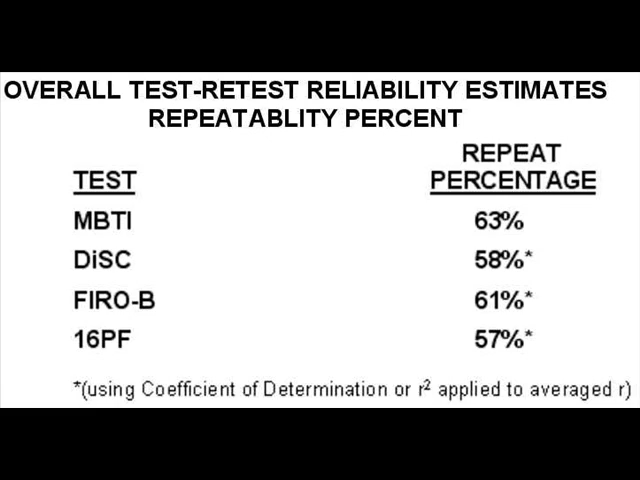 OVERALL TEST-RETEST RELIABILITY ESTIMATES
REPEATABLITY PERCENT
REPEAT
TEST PERCENTAGE
MBTI 63%
DiSC 58%*
FIRO-B 61%*
16PF 57%*
*(using Coefficient of Determination or r² applied to averaged r)